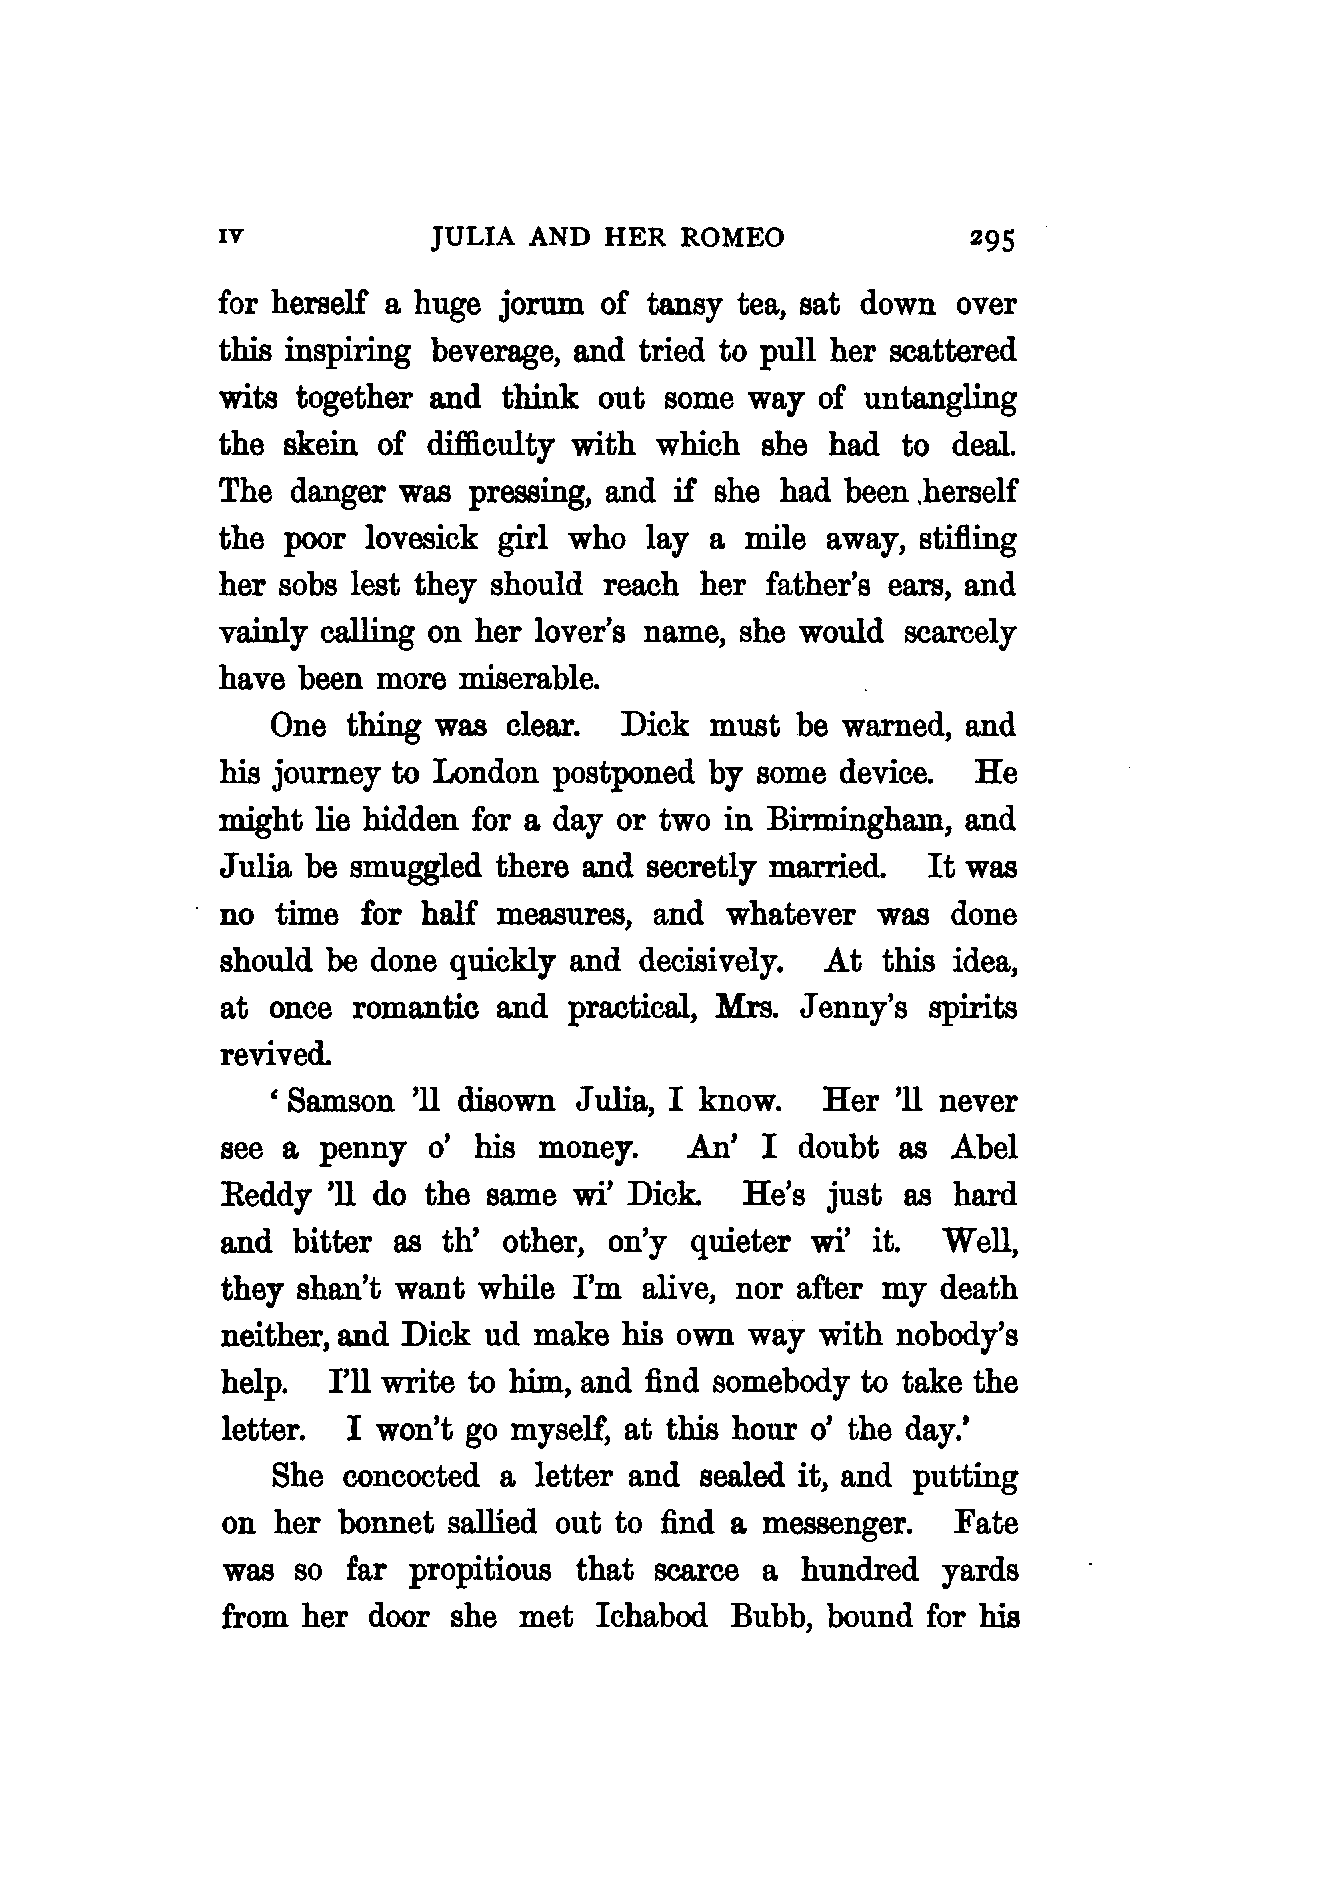 IV JULIA AND HER ROMEO 295
for herself a huge jorum of tansy tea, sat down over
this inspiring beverage, and tried to pull her scattered
wits together and think out some way of untangling
the skein of difficulty with which she had to deal.
The danger was pressing, and if she had been herself
the poor lovesick girl who lay a mile away, stifling
her sobs lest they should reach her father's ears, and
vainly calling on her lover's name, she would scarcely
have been more miserable.
One thing was clear. Dick must be warned, and
his journey to London postponed by some device. He
might lie hidden for a day or two in Birmingham, and
Julia be smuggled there and secretly married. It was
no time for half measures, and whatever was done
should be done quickly and decisively. At this idea,
at once romantic and practical, Mrs. Jenny's spirits
revived.
‘Samson 'll disown Julia, I know. Her 'll never
see a penny o' his money. An' I doubt as Abel
Reddy 'll do the same wi' Dick. He's just as hard
and bitter as th' other, on'y quieter wi' it. Well,
they shan't want while I'm alive, nor after my death
neither, and Dick ud make his own way with nobody's
help. I'll write to him, and find somebody to take the
letter. I won't go myself, at this hour o' the day.’
She concocted a letter and sealed it, and putting
on her bonnet sallied out to find a messenger. Fate
was so far propitious that scarce a hundred yards
from her door she met Ichabod Bubb, bound for his